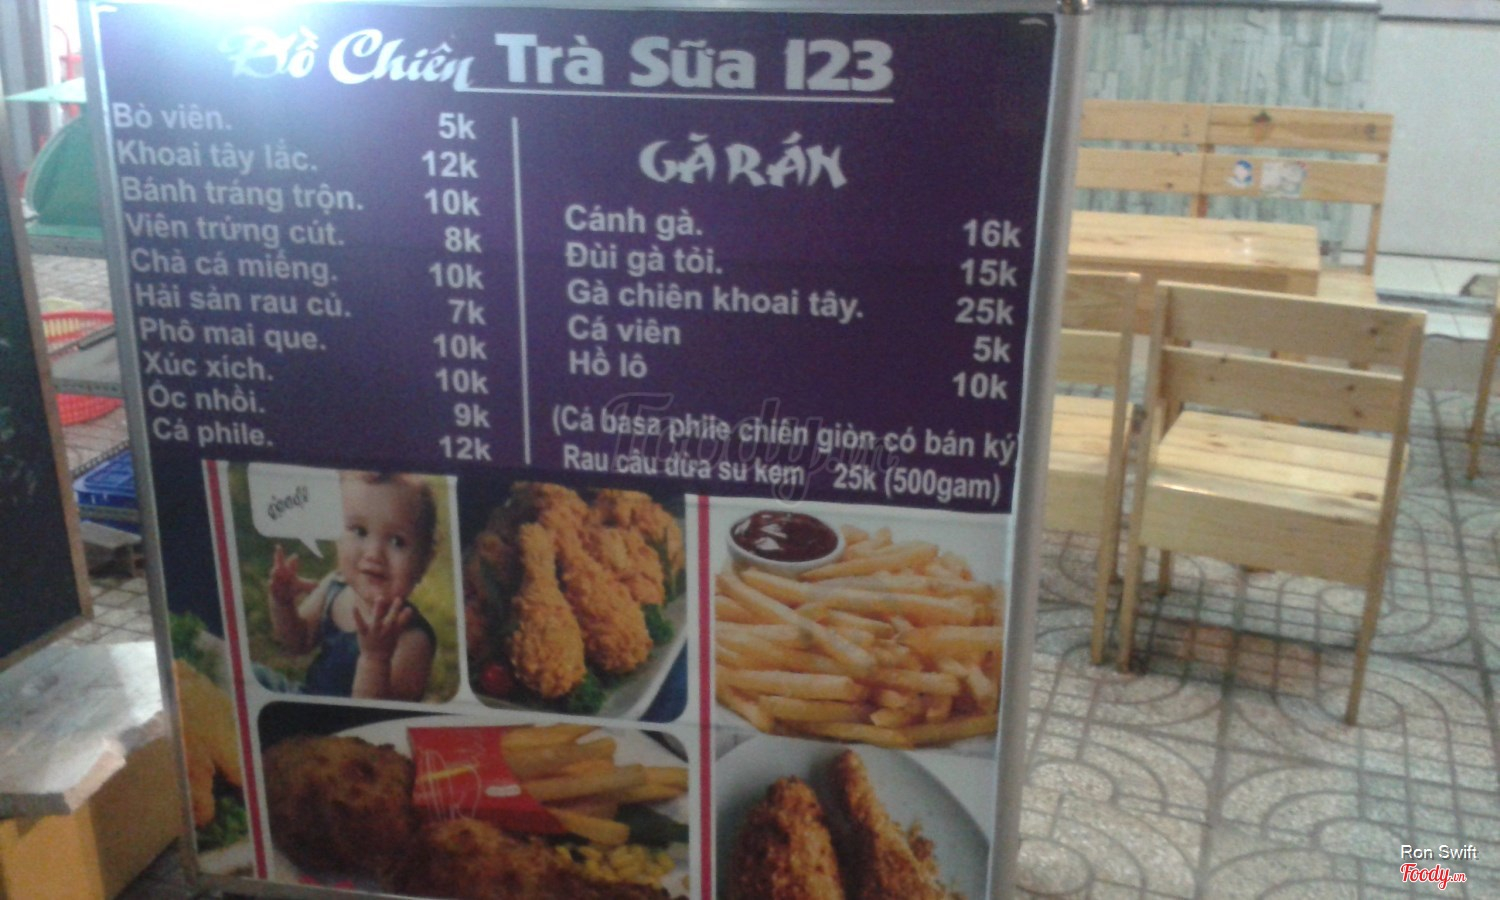 Đồ Chiên Trà Sữa 123
Bò viên. 5k
Khoai tây lắc. 12k
Bánh tráng trộn. 10k
Viên trứng cút. 8k
Chả cá miếng. 10k
Hải sản rau củ. 7k
Phô mai que. 10k
Xúc xích. 10k
Ốc nhồi. 9k
Cá phile. 12k
GÀ RÁN
Cánh gà. 16k
Đùi gà tỏi. 15k
Gà chiên khoai tây. 25k
Cá viên 5k
Hồ lô 10k
(Cá basa phile chiên giòn có bán ký)
Rau câu dừa su kem 25k (500gam)
Foody.vn
Ron Swift
Foody.vn